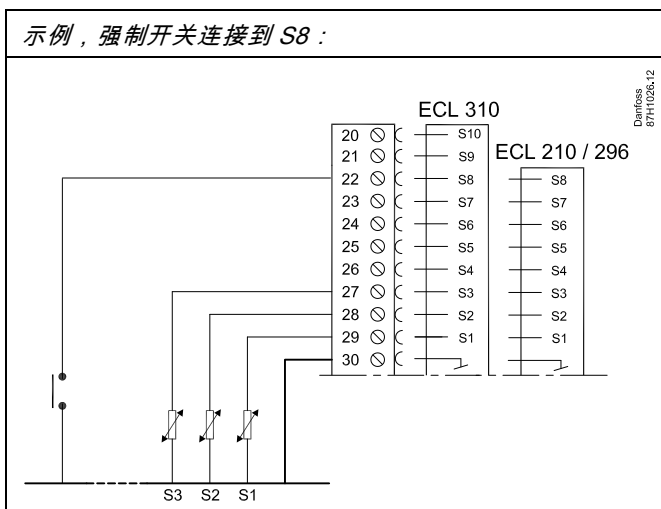 示例，强制开关连接到 S8：
Danfoss
87H1026.12
ECL 310
ECL 210 / 296
20 S10
21 S9
22 S8 S8
23 S7 S7
24 S6 S6
25 S5 S5
26 S4 S4
27 S3 S3
28 S2 S2
29 S1 S1
30
S3 S2 S1